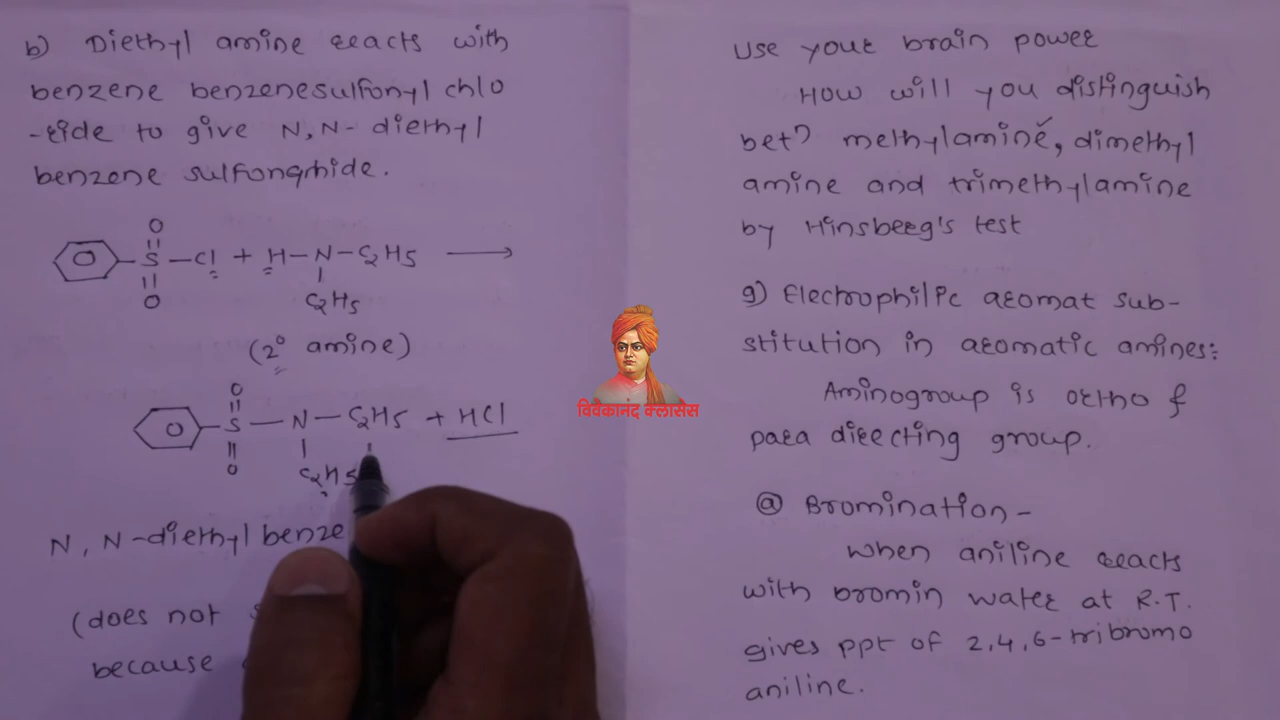 b) Diethyl amine reacts with
benzene benzenesulfonyl chlo
-ride to give N,N-diethyl
benzene sulfonamide.
O
S-Cl + H-N-C2H5 ⟶
O
C2H5
(2° amine)
O
S-N-C2H5 + HCl
O
C2H5
N, N-diethyl benze
(does not
because
Use your brain power
How will you distinguish
betn methylamine, dimethyl
amine and trimethylamine
by Hinsberg's test
g) Electrophilic aromat sub-
stitution in aromatic amines:
Aminogroup is ortho &
para directing group.
ⓐ Bromination-
When aniline reacts
with bromin water at R.T.
gives ppt of 2,4,6-tribromo
aniline.
विवेकानंद क्लासेस